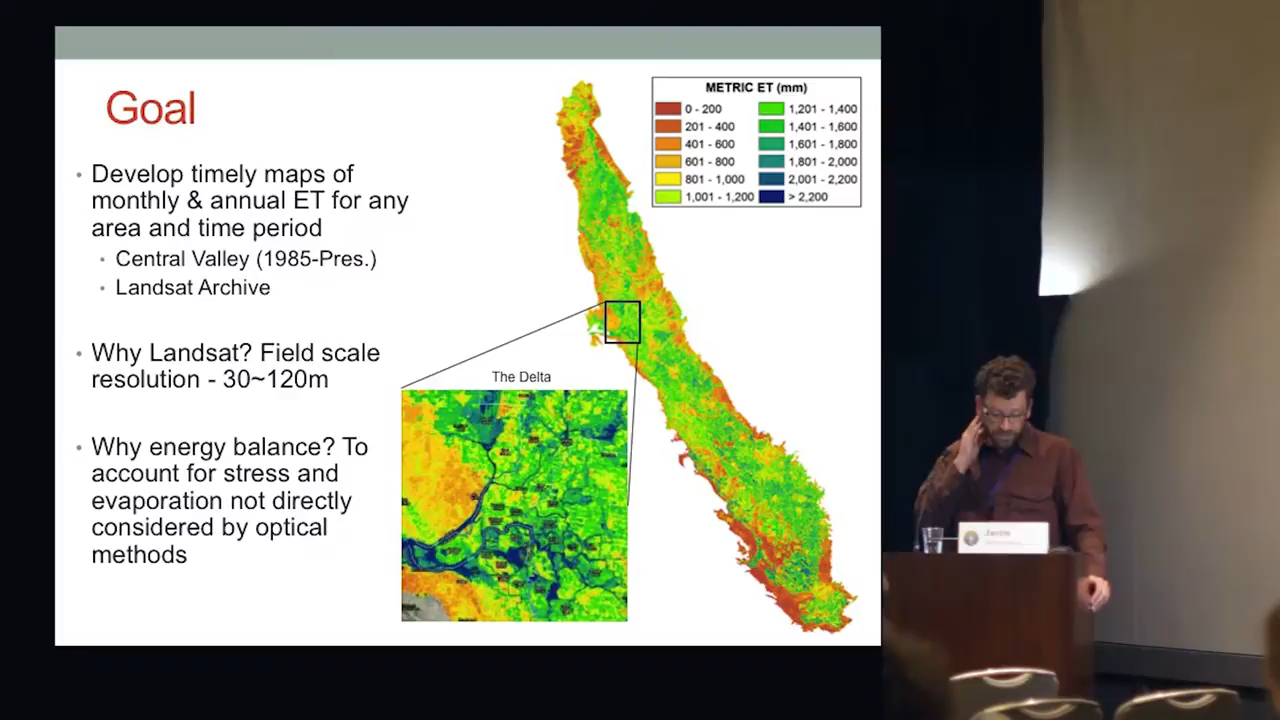 Goal
• Develop timely maps of
monthly & annual ET for any
area and time period
• Central Valley (1985-Pres.)
• Landsat Archive
• Why Landsat? Field scale
resolution - 30~120m
• Why energy balance? To
account for stress and
evaporation not directly
considered by optical
methods
METRIC ET (mm)
0 - 200
201 - 400
401 - 600
601 - 800
801 - 1,000
1,001 - 1,200
1,201 - 1,400
1,401 - 1,600
1,601 - 1,800
1,801 - 2,000
2,001 - 2,200
> 2,200
The Delta
Justin